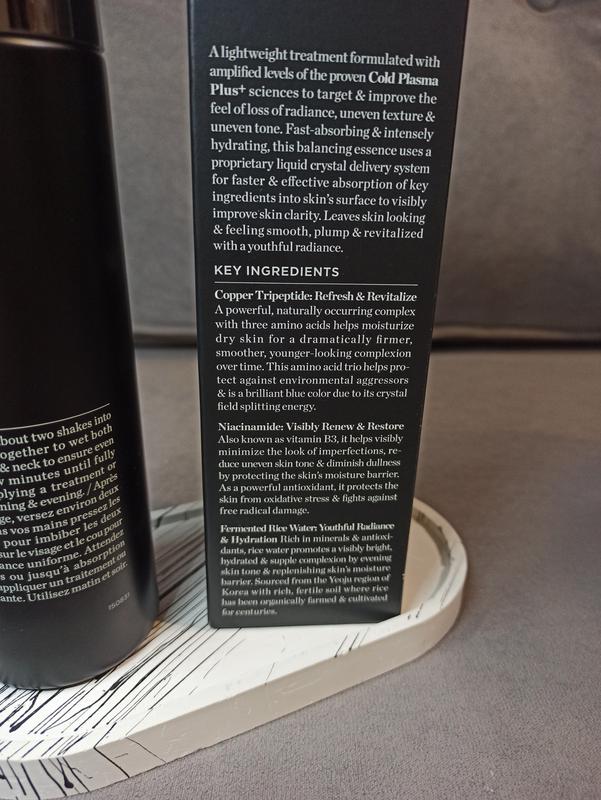 A lightweight treatment formulated with
amplified levels of the proven Cold Plasma
Plus+ sciences to target & improve the
feel of loss of radiance, uneven texture &
uneven tone. Fast-absorbing & intensely
hydrating, this balancing essence uses a
proprietary liquid crystal delivery system
for faster & effective absorption of key
ingredients into skin's surface to visibly
improve skin clarity. Leaves skin looking
& feeling smooth, plump & revitalized
with a youthful radiance.
KEY INGREDIENTS
Copper Tripeptide: Refresh & Revitalize
A powerful, naturally occurring complex
with three amino acids helps moisturize
dry skin for a dramatically firmer,
smoother, younger-looking complexion
over time. This amino acid trio helps pro-
tect against environmental aggressors
& is a brilliant blue color due to its crystal
field splitting energy.
Niacinamide: Visibly Renew & Restore
Also known as vitamin B3, it helps visibly
minimize the look of imperfections, re-
duce uneven skin tone & diminish dullness
by protecting the skin's moisture barrier.
As a powerful antioxidant, it protects the
skin from oxidative stress & fights against
free radical damage.
Fermented Rice Water: Youthful Radiance
& Hydration Rich in minerals & antioxi-
dants, rice water promotes a visibly bright,
hydrated & supple complexion by evening
skin tone & replenishing skin's moisture
barrier. Sourced from the Yeoju region of
Korea with rich, fertile soil where rice
has been organically farmed & cultivated
for centuries.
bout two shakes into
ogether to wet both
& neck to ensure even
w minutes until fully
plying a treatment or
ning & evening. / Après
ge, versez environ deux
s vos mains pressez les
pour imbiber les deux
sur le visage et le cou pour
ance uniforme. Attendez
s ou jusqu'à absorption
appliquer un traitement ou
ante. Utilisez matin et soir.
150831